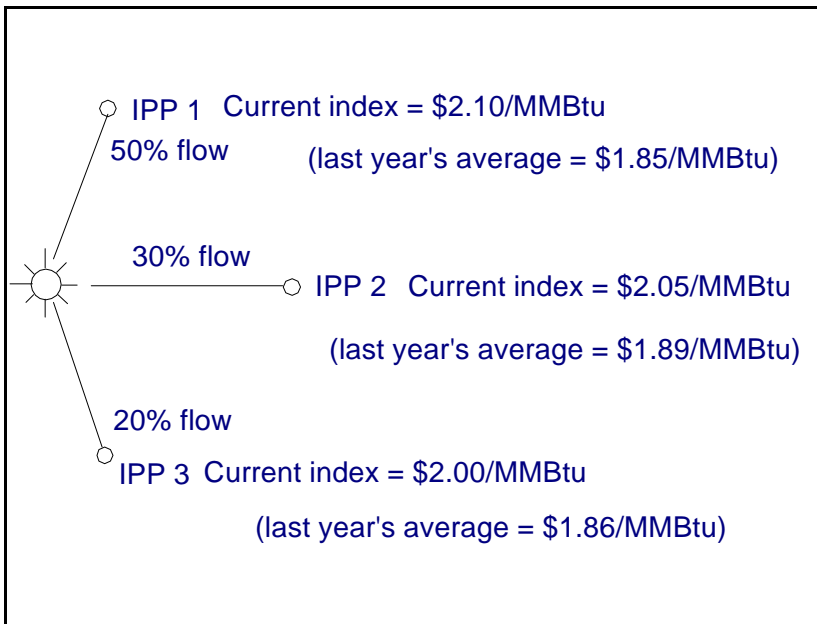 IPP 1 Current index = $2.10/MMBtu
50% flow
(last year's average = $1.85/MMBtu)
30% flow
IPP 2 Current index = $2.05/MMBtu
(last year's average = $1.89/MMBtu)
20% flow
IPP 3 Current index = $2.00/MMBtu
(last year's average = $1.86/MMBtu)